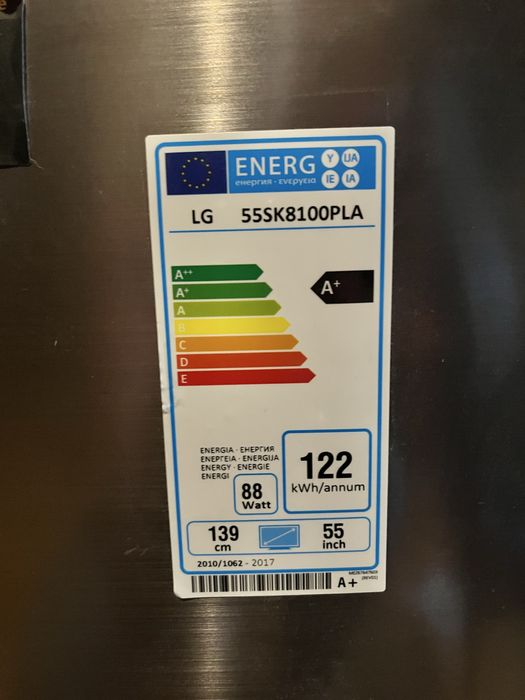 ENERG Y IJA
енергия · ενεργεια IE IA
LG 55SK8100PLA
A++
A+
A+
A
B
C
D
E
ENERGIA · ЕНЕРГИЯ
ΕΝΕΡΓΕΙΑ · ENERGIJA
ENERGY · ENERGIE
ENERGI
88
Watt
122
kWh/annum
139
cm
55
inch
2010/1062 - 2017
A+